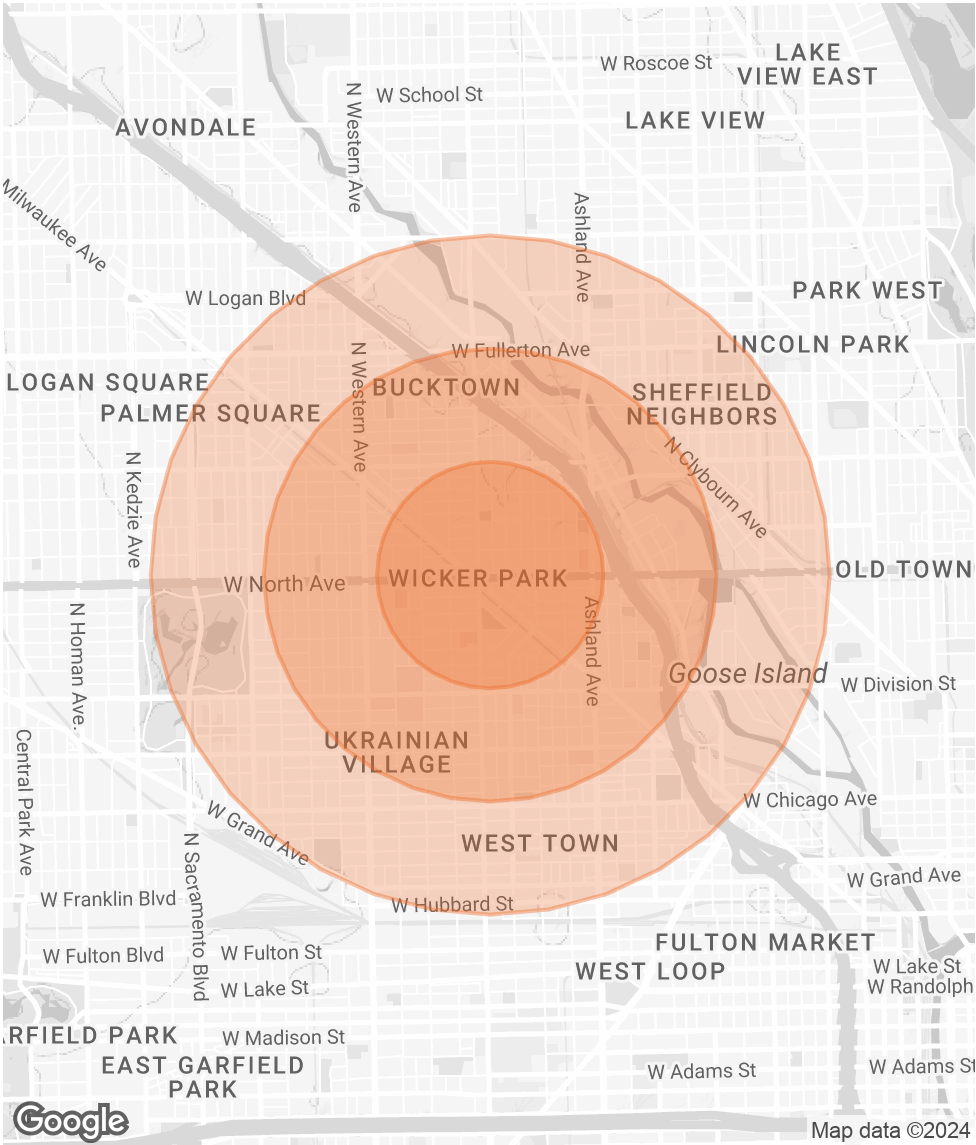 LAKE
VIEW EAST
W Roscoe St
W School St
N Western Ave
LAKE VIEW
AVONDALE
Milwaukee Ave
Ashland Ave
W Logan Blvd
PARK WEST
LINCOLN PARK
W Fullerton Ave
N Western Ave
LOGAN SQUARE
BUCKTOWN
SHEFFIELD
NEIGHBORS
PALMER SQUARE
N Clybourn Ave
N Kedzie Ave
OLD TOWN
WICKER PARK
W North Ave
N Homan Ave.
Ashland Ave
Goose Island
W Division St
UKRAINIAN
VILLAGE
Central Park Ave
W Chicago Ave
W Grand Ave
WEST TOWN
N Sacramento Blvd
W Grand Ave
W Franklin Blvd
W Hubbard St
FULTON MARKET
W Fulton Blvd
W Fulton St
W Lake St
WEST LOOP
W Randolph
W Lake St
ARFIELD PARK
W Madison St
EAST GARFIELD
PARK
W Adams St
W Adams St
Google
Map data ©2024